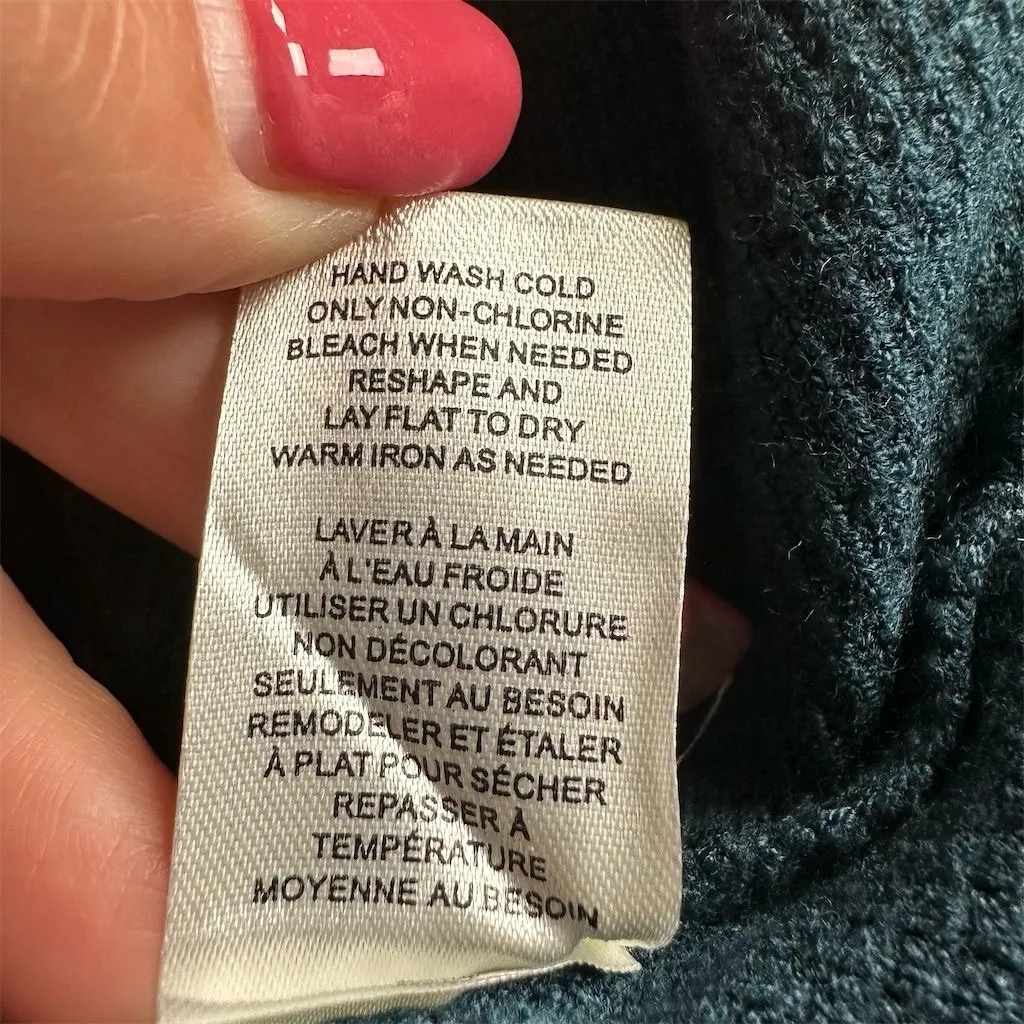 HAND WASH COLD
ONLY NON-CHLORINE
BLEACH WHEN NEEDED
RESHAPE AND
LAY FLAT TO DRY
WARM IRON AS NEEDED
LAVER À LA MAIN
À L'EAU FROIDE
UTILISER UN CHLORURE
NON DÉCOLORANT
SEULEMENT AU BESOIN
REMODELER ET ÉTALER
À PLAT POUR SÉCHER
REPASSER À
TEMPÉRATURE
MOYENNE AU BESOIN